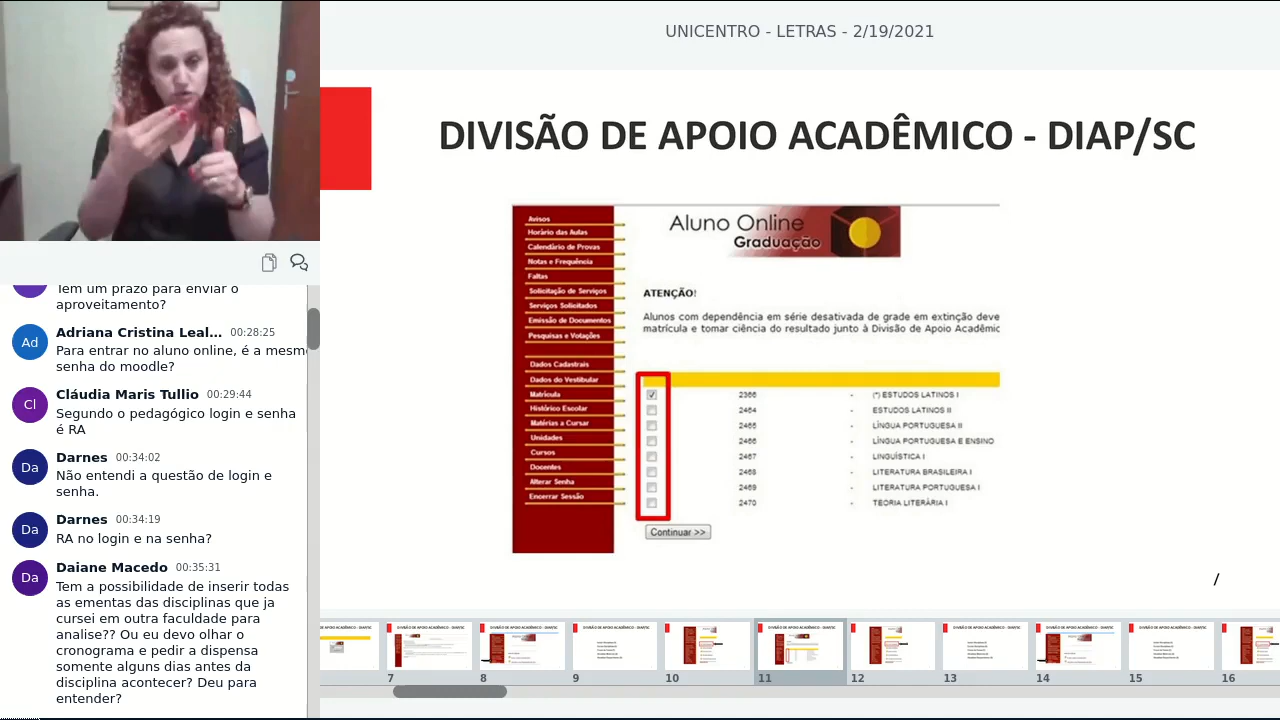 UNICENTRO - LETRAS - 2/19/2021
DIVISÃO DE APOIO ACADÊMICO - DIAP/SC
Avisos
Horário das Aulas
Calendário de Provas
Notas e Frequência
Faltas
Solicitação de Serviços
Serviços Solicitados
Emissão de Documentos
Pesquisas e Votações
Dados Cadastrais
Dados do Vestibular
Matrícula
Histórico Escolar
Matérias a Cursar
Unidades
Cursos
Docentes
Alterar Senha
Encerrar Sessão
Aluno Online
Graduação
ATENÇÃO!
Alunos com dependência em série desativada de grade em extinção deve
matrícula e tomar ciência do resultado junto à Divisão de Apoio Acadêmic
2366 - (*) ESTUDOS LATINOS I
2464 - ESTUDOS LATINOS II
2465 - LÍNGUA PORTUGUESA II
2466 - LÍNGUA PORTUGUESA E ENSINO
2467 - LINGUÍSTICA I
2468 - LITERATURA BRASILEIRA I
2469 - LITERATURA PORTUGUESA I
2470 - TEORIA LITERÁRIA I
Continuar >>
/
Tem um prazo para enviar o
aproveitamento?
Ad
Adriana Cristina Leal... 00:28:29
Para entrar no aluno online, é a mesm
senha do moodle?
Cl
Cláudia Maris Tullio 00:29:44
Segundo o pedagógico login e senha
é RA
Da
Darnes 00:34:02
Não entendi a questão de login e
senha.
Da
Darnes 00:34:19
RA no login e na senha?
Da
Daiane Macedo 00:35:31
Tem a possibilidade de inserir todas
as ementas das disciplinas que ja
cursei em outra faculdade para
analise?? Ou eu devo olhar o
cronograma e pedir a dispensa
somente alguns dias antes da
disciplina acontecer? Deu para
entender?
7 8 9 10 11 12 13 14 15 16